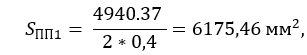 S_ПП1 = 4940.37 / 2 * 0,4 = 6175,46 мм²,